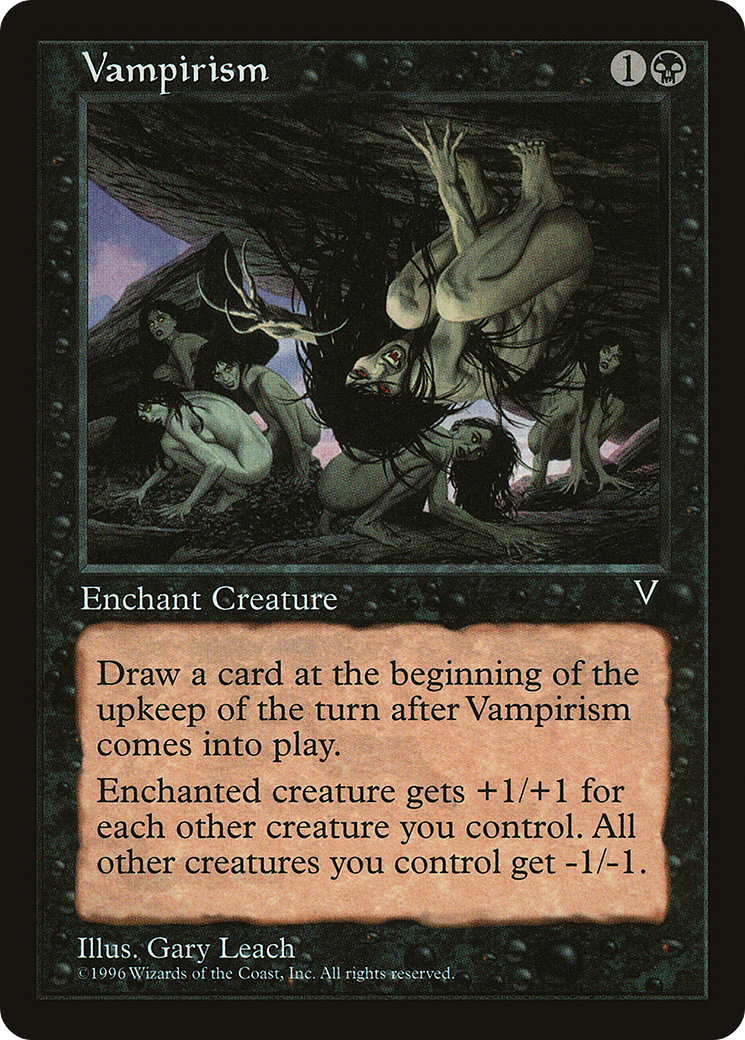 Vampirism 1
Enchant Creature V
Draw a card at the beginning of the
upkeep of the turn after Vampirism
comes into play.
Enchanted creature gets +1/+1 for
each other creature you control. All
other creatures you control get -1/-1.
Illus. Gary Leach
©1996 Wizards of the Coast, Inc. All rights reserved.